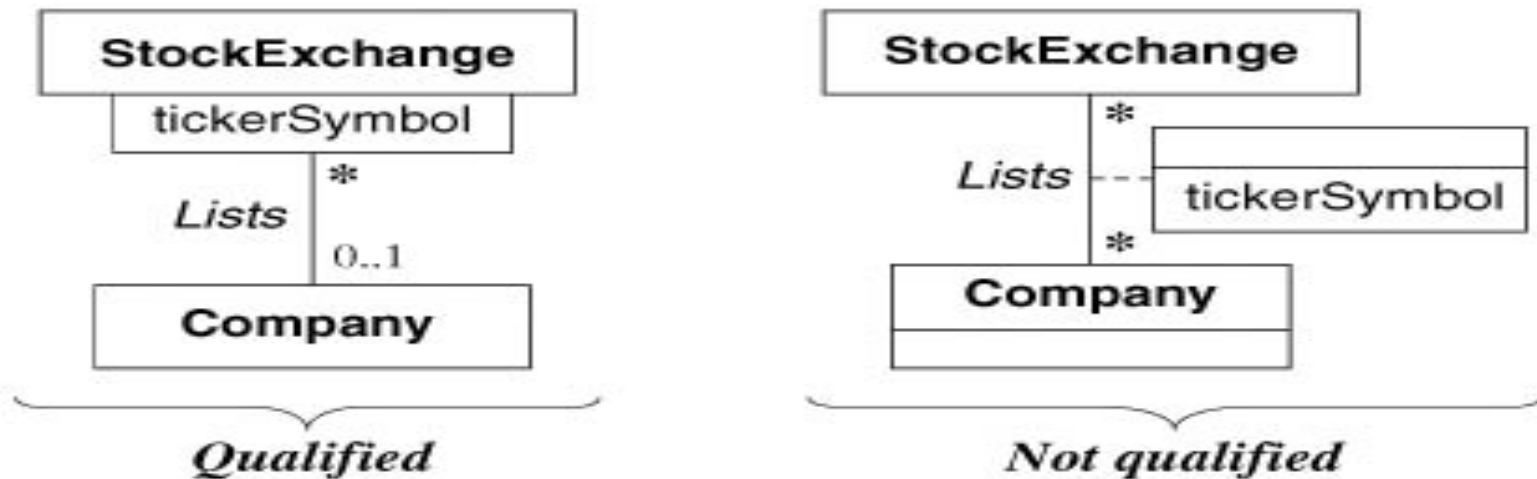 StockExchange
tickerSymbol
*
Lists
0..1
Company
Qualified
StockExchange
*
Lists
tickerSymbol
*
Company
Not qualified